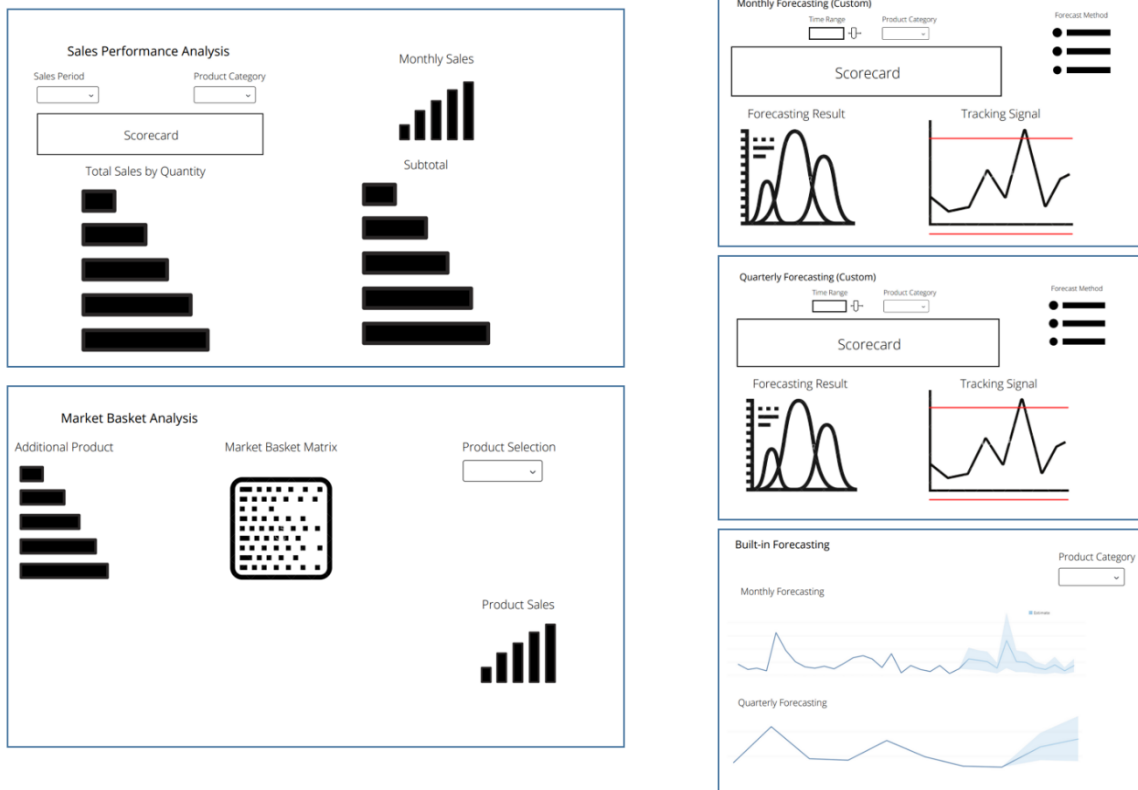 Sales Performance Analysis
Sales Period
Product Category
Scorecard
Monthly Sales
Total Sales by Quantity
Subtotal
Market Basket Analysis
Additional Product
Market Basket Matrix
Product Selection
Product Sales
Monthly Forecasting (Custom)
Time Range
Product Category
Forecast Method
Scorecard
Forecasting Result
Tracking Signal
Quarterly Forecasting (Custom)
Time Range
Product Category
Forecast Method
Scorecard
Forecasting Result
Tracking Signal
Built-in Forecasting
Product Category
Monthly Forecasting
Estimate
Quarterly Forecasting